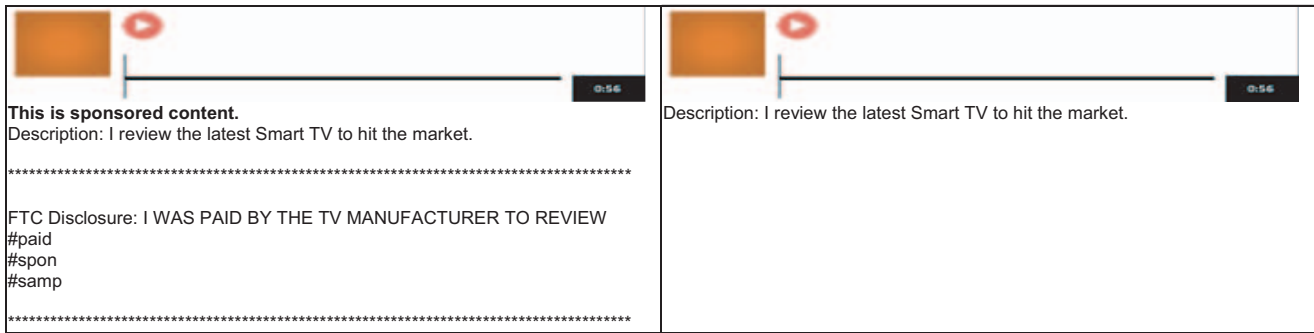 0:56
This is sponsored content.
Description: I review the latest Smart TV to hit the market.
*****************************************************************************************
FTC Disclosure: I WAS PAID BY THE TV MANUFACTURER TO REVIEW
#paid
#spon
#samp
*****************************************************************************************
0:56
Description: I review the latest Smart TV to hit the market.